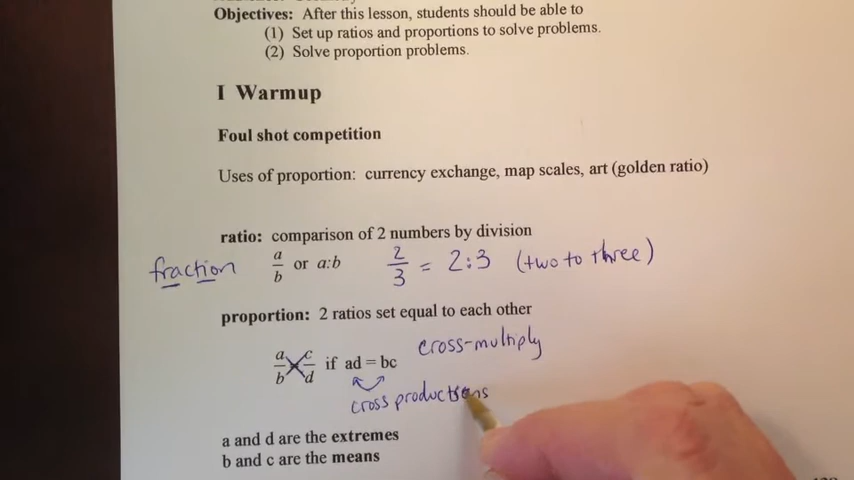 Objectives: After this lesson, students should be able to
(1) Set up ratios and proportions to solve problems.
(2) Solve proportion problems.
I Warmup
Foul shot competition
Uses of proportion: currency exchange, map scales, art (golden ratio)
ratio: comparison of 2 numbers by division
fraction a/b or a:b 2/3 = 2:3 (two to three)
proportion: 2 ratios set equal to each other
a/b c/d if ad = bc cross-multiply
cross
a and d are the extremes
b and c are the means